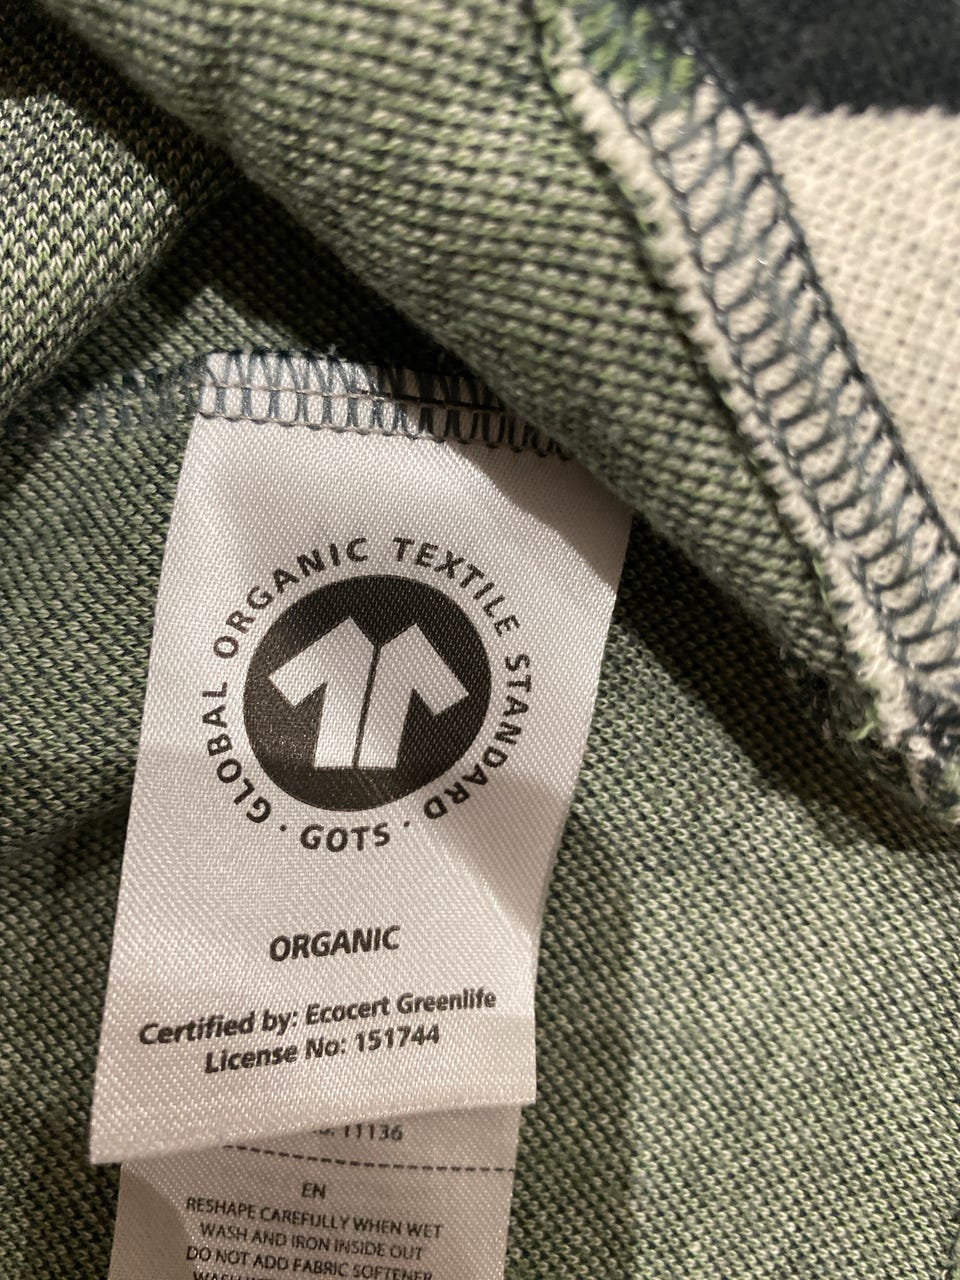 GLOBAL ORGANIC TEXTILE STANDARD · GOTS ·
ORGANIC
Certified by: Ecocert Greenlife
License No: 151744
11136
EN
RESHAPE CAREFULLY WHEN WET
WASH AND IRON INSIDE OUT
DO NOT ADD FABRIC SOFTENER